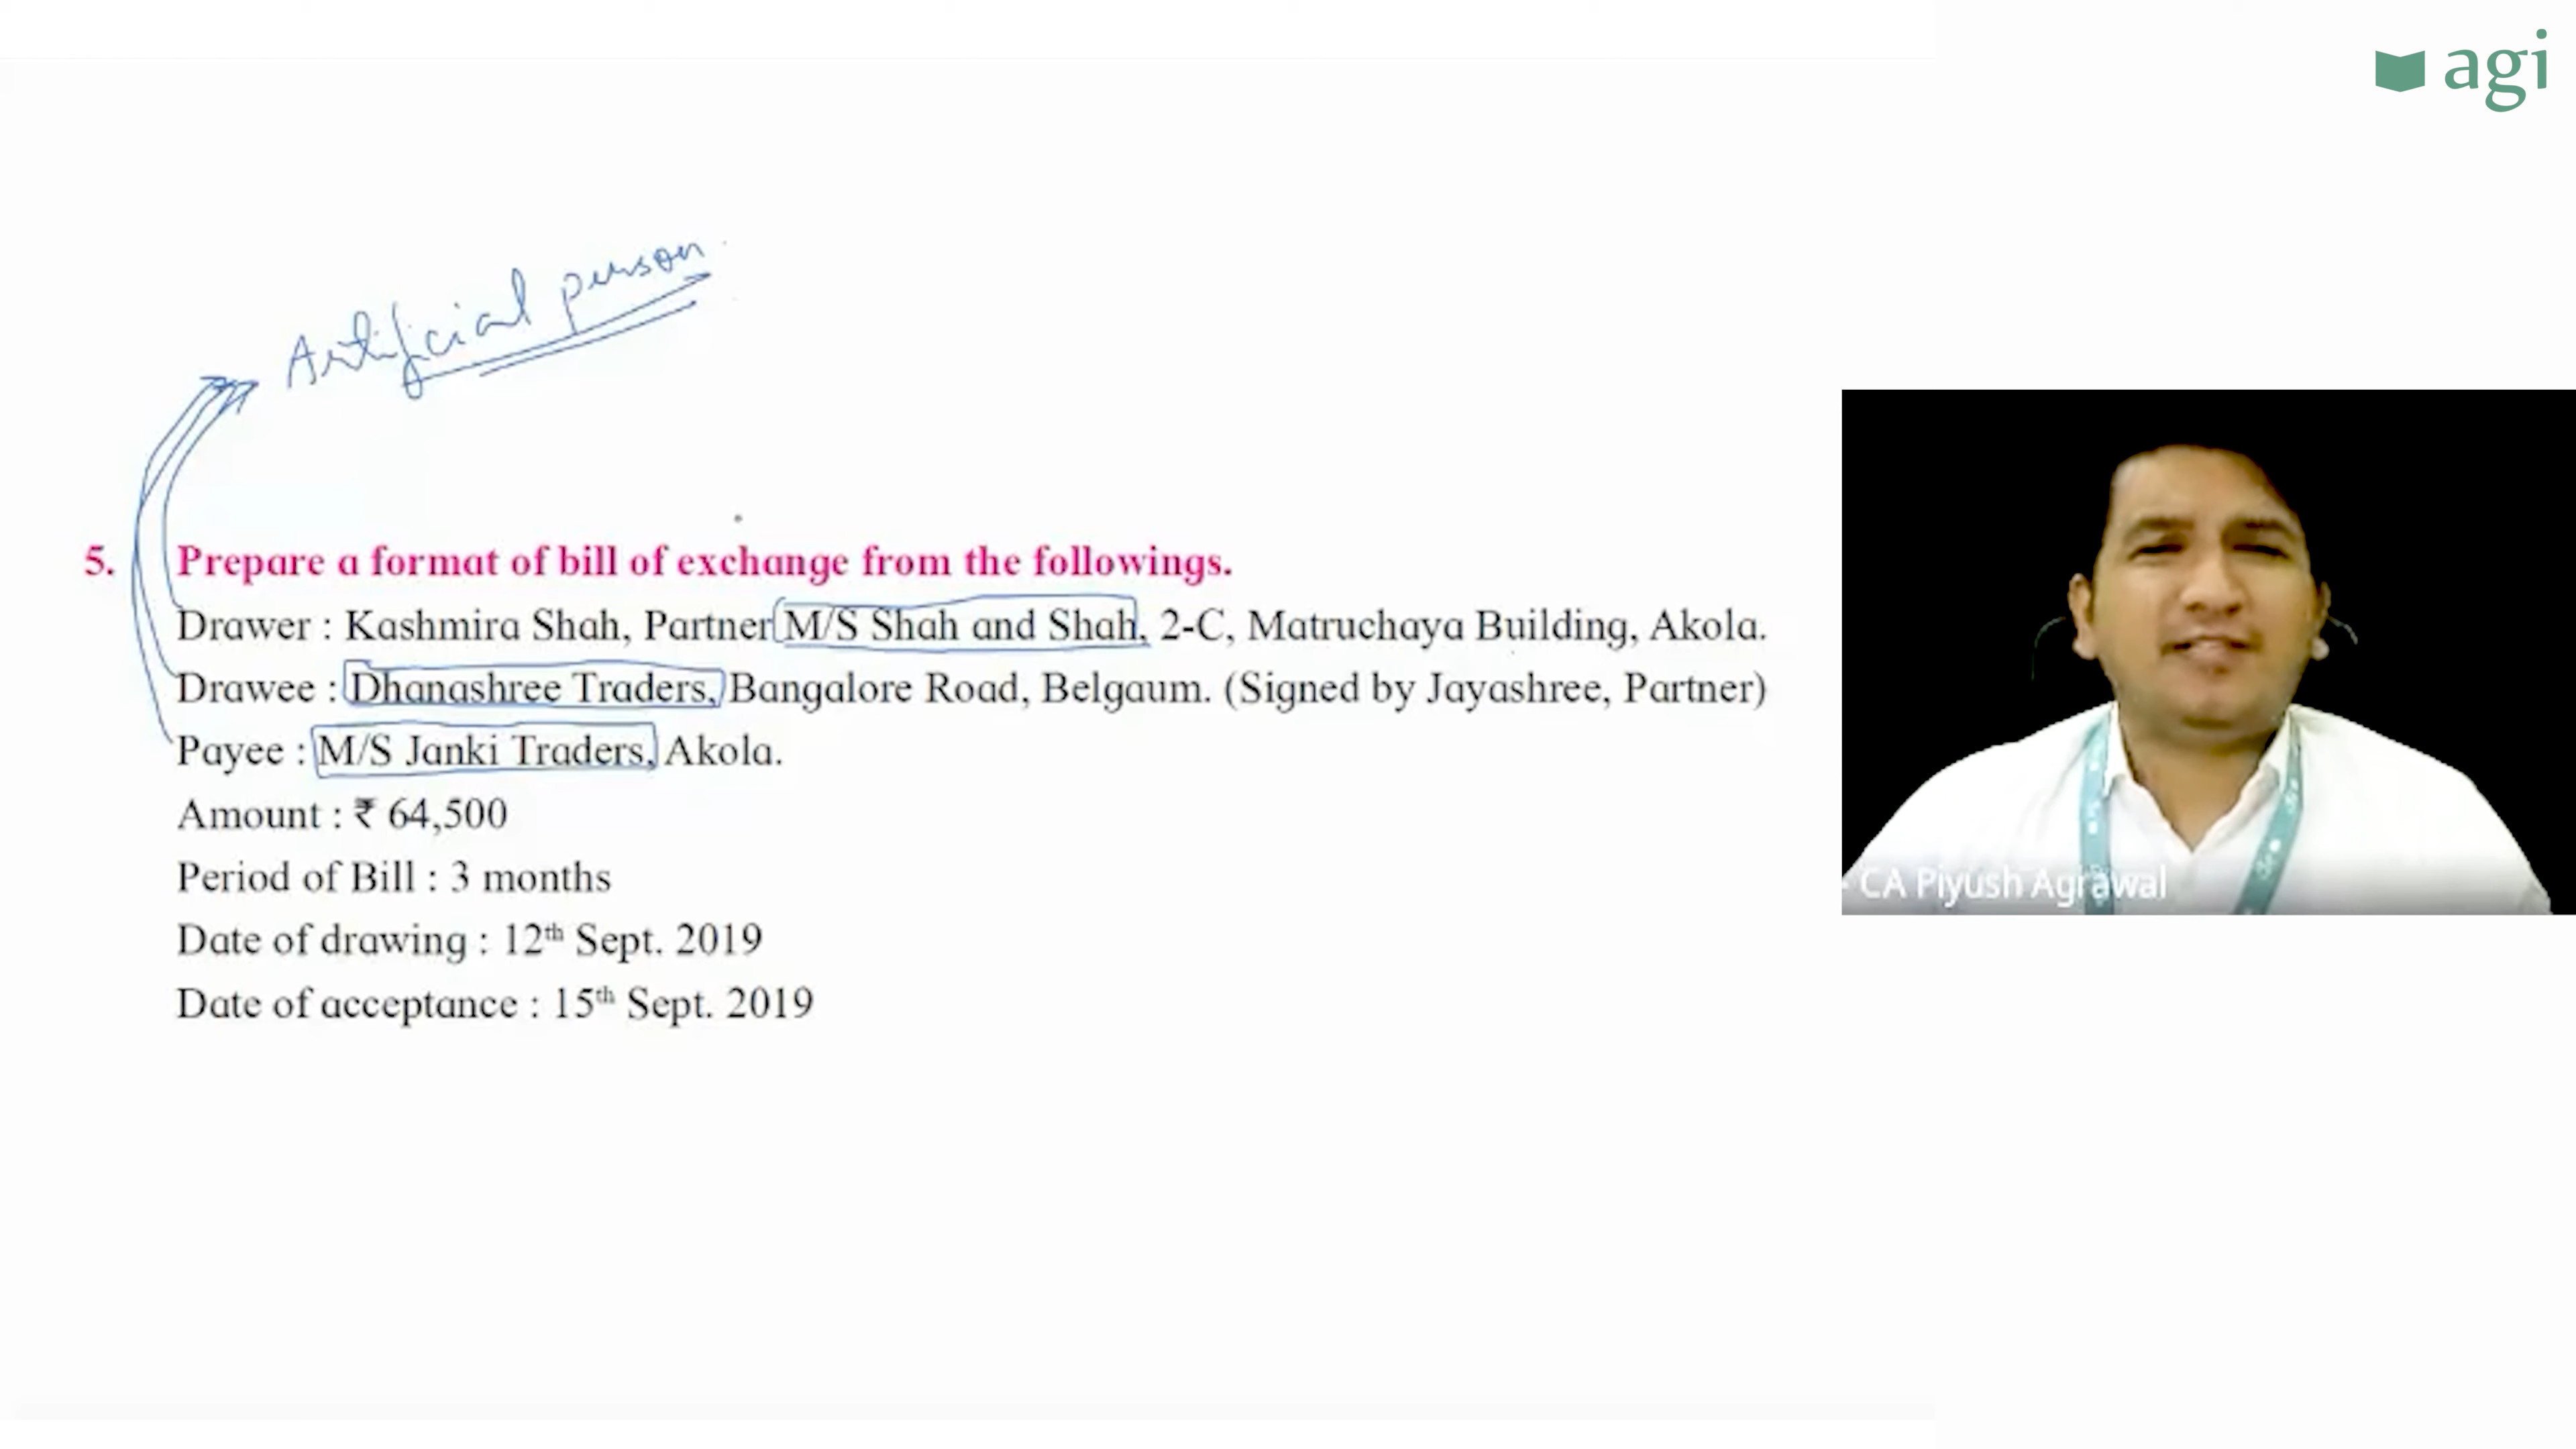 agi
Artificial person
5. Prepare a format of bill of exchange from the followings.
Drawer : Kashmira Shah, Partner M/S Shah and Shah, 2-C, Matruchaya Building, Akola.
Drawee : Dhanashree Traders, Bangalore Road, Belgaum. (Signed by Jayashree, Partner)
Payee : M/S Janki Traders, Akola.
Amount : ₹ 64,500
Period of Bill : 3 months
Date of drawing : 12th Sept. 2019
Date of acceptance : 15th Sept. 2019
CA Piyush Agrawal